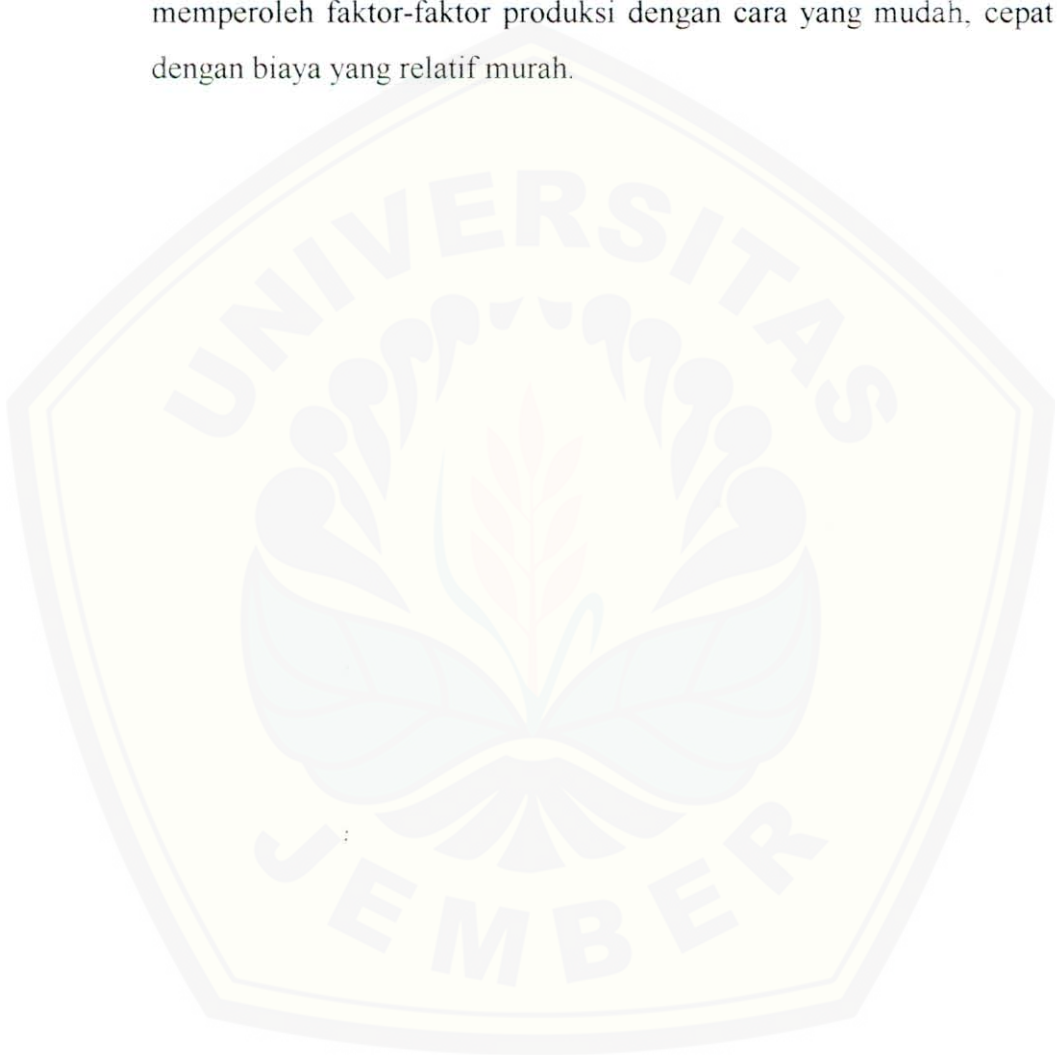 memperoleh faktor-faktor produksi dengan cara yang mudah, cepat
dengan biaya yang relatif murah.
UNIVERSITAS
JEMBER